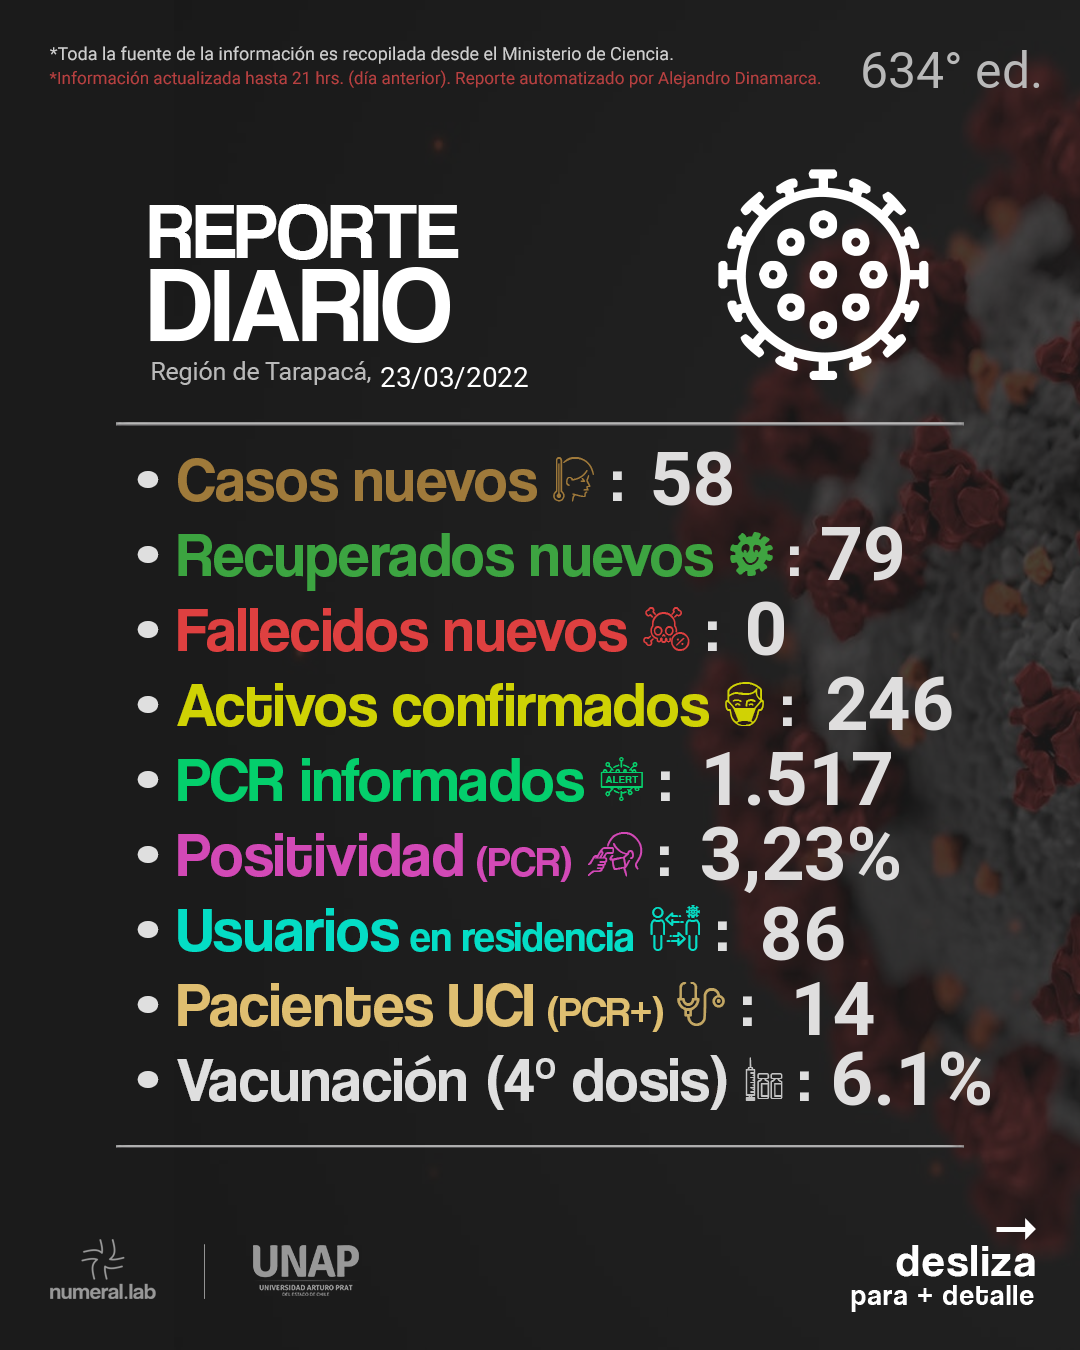 *Toda la fuente de la información es recopilada desde el Ministerio de Ciencia.
*Información actualizada hasta 21 hrs. (día anterior). Reporte automatizado por Alejandro Dinamarca.
634° ed.
REPORTE
DIARIO
Región de Tarapacá, 23/03/2022
• Casos nuevos : 58
• Recuperados nuevos : 79
• Fallecidos nuevos : 0
• Activos confirmados : 246
• PCR informados ALERT : 1.517
• Positividad (PCR) : 3,23%
• Usuarios en residencia : 86
• Pacientes UCI (PCR+) : 14
• Vacunación (4º dosis) : 6.1%
numeral.lab
UNAP
UNIVERSIDAD ARTURO PRAT
DEL ESTADO DE CHILE
→
desliza
para + detalle